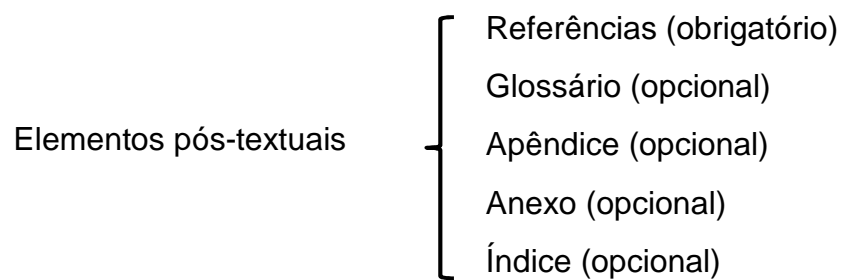 Elementos pós-textuais
Referências (obrigatório)
Glossário (opcional)
Apêndice (opcional)
Anexo (opcional)
Índice (opcional)